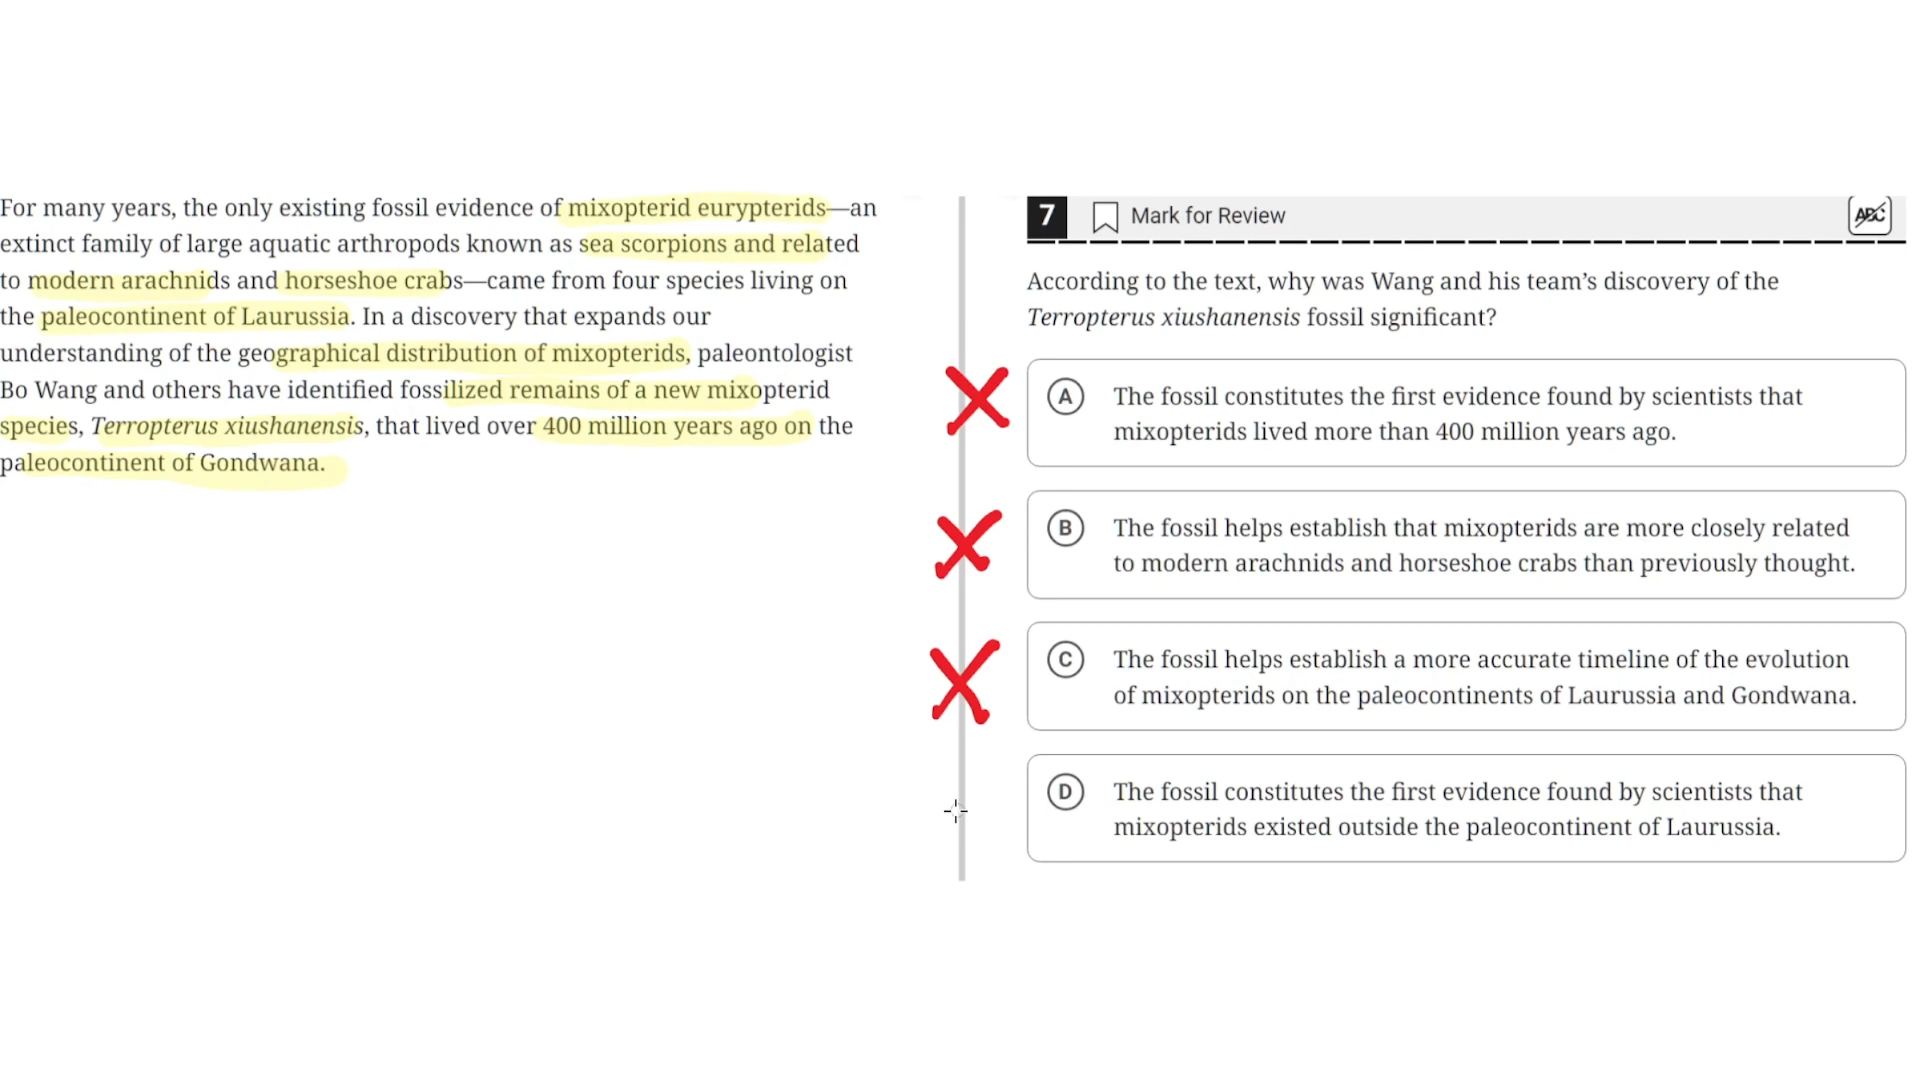 For many years, the only existing fossil evidence of mixopterid eurypterids—an
extinct family of large aquatic arthropods known as sea scorpions and related
to modern arachnids and horseshoe crabs—came from four species living on
the paleocontinent of Laurussia. In a discovery that expands our
understanding of the geographical distribution of mixopterids, paleontologist
Bo Wang and others have identified fossilized remains of a new mixopterid
species, Terropterus xiushanensis, that lived over 400 million years ago on the
paleocontinent of Gondwana.
7 Mark for Review ABC
According to the text, why was Wang and his team’s discovery of the
Terropterus xiushanensis fossil significant?
A The fossil constitutes the first evidence found by scientists that
mixopterids lived more than 400 million years ago.
B The fossil helps establish that mixopterids are more closely related
to modern arachnids and horseshoe crabs than previously thought.
C The fossil helps establish a more accurate timeline of the evolution
of mixopterids on the paleocontinents of Laurussia and Gondwana.
D The fossil constitutes the first evidence found by scientists that
mixopterids existed outside the paleocontinent of Laurussia.